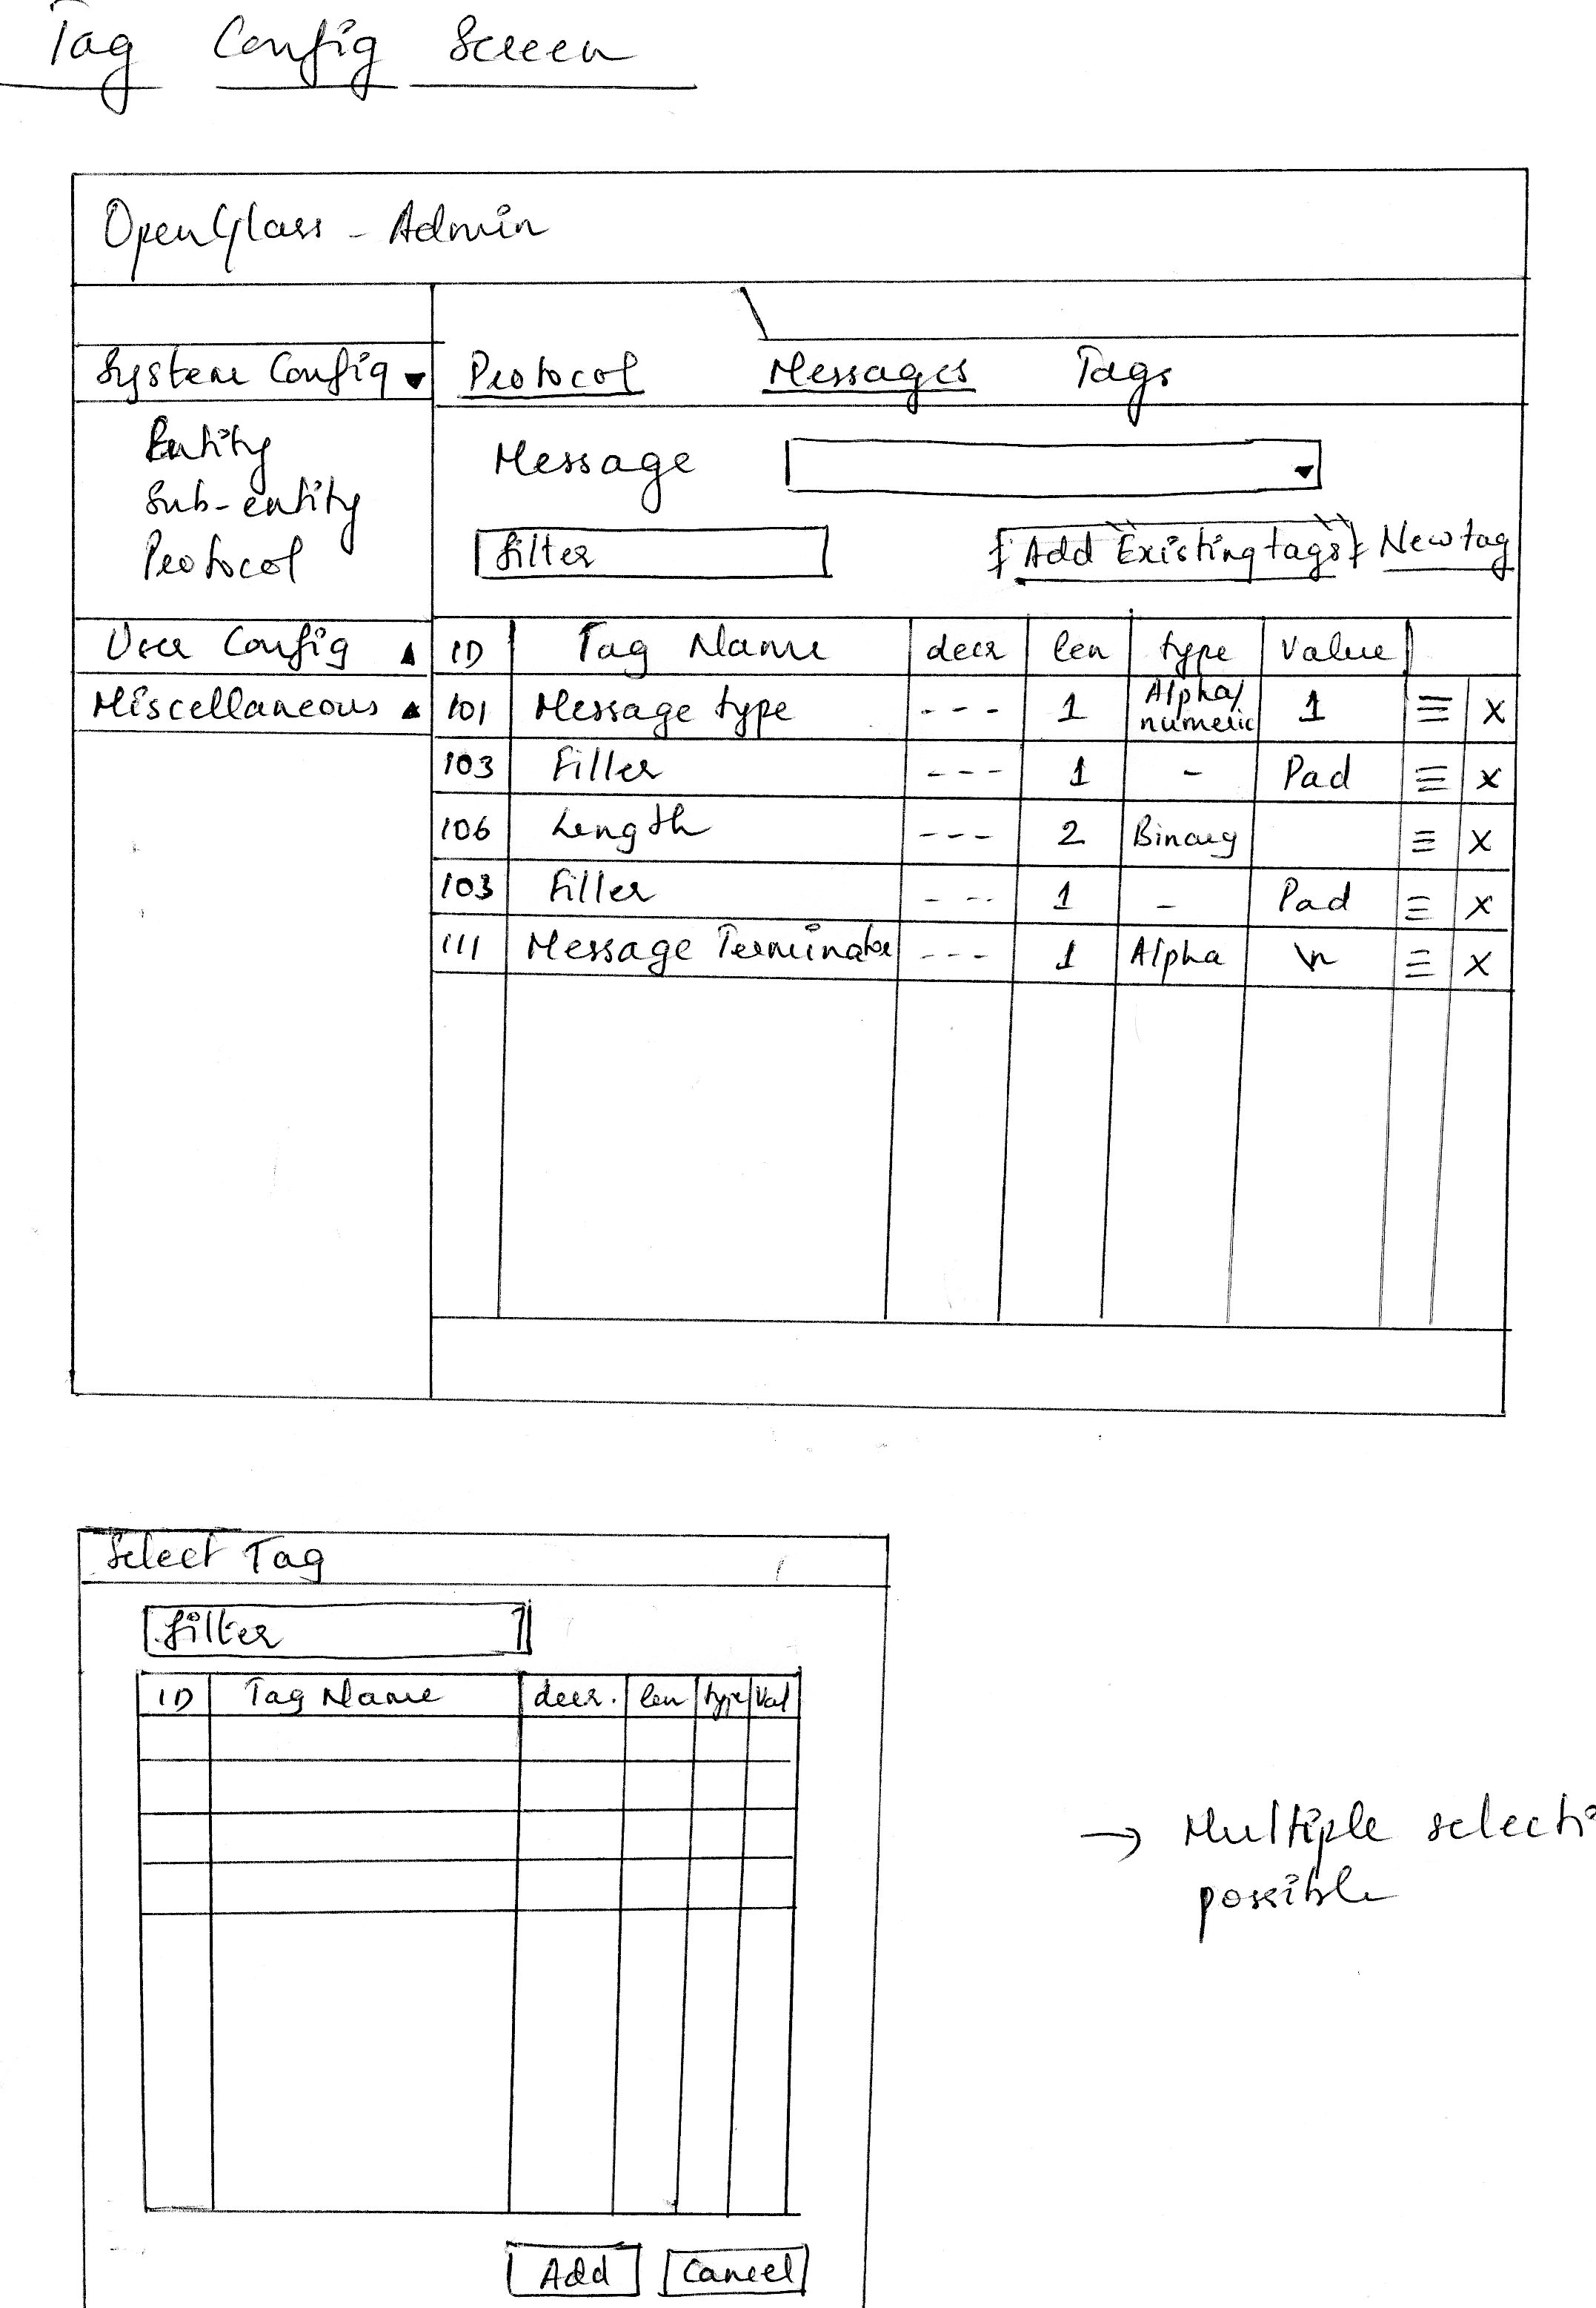 Tag Config Screen
OpenGlass - Admin
System Config
Protocol Messages Tags
Entity
Sub-entity
Protocol
Message
filter
Add Existing tags New tag
User Config
Miscellaneous
ID Tag Name decr len type Value
101 Message type --- 1 Alpha/numeric 1 X
103 Filler --- 1 - Pad X
106 Length --- 2 Binary X
103 Filler --- 1 - Pad X
111 Message Terminator --- 1 Alpha \n X
Select Tag
filter
ID Tag Name decr. len type Val
→ Multiple selecti
possible
Add Cancel